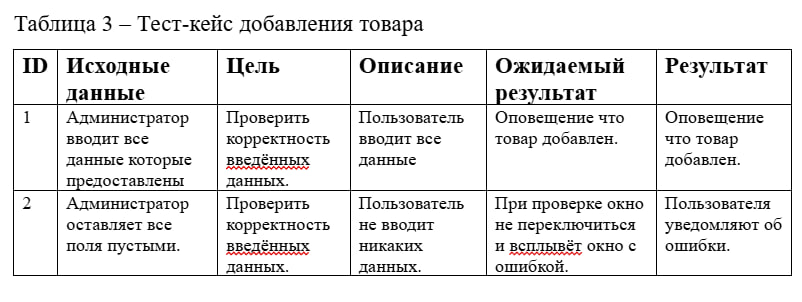 Таблица 3 – Тест-кейс добавления товара
ID Исходные данные Цель Описание Ожидаемый результат Результат
1 Администратор вводит все данные которые предоставлены Проверить корректность введённых данных. Пользователь вводит все данные Оповещение что товар добавлен. Оповещение что товар добавлен.
2 Администратор оставляет все поля пустыми. Проверить корректность введённых данных. Пользователь не вводит никаких данных. При проверке окно не переключиться и всплывёт окно с ошибкой. Пользователя уведомляют об ошибки.